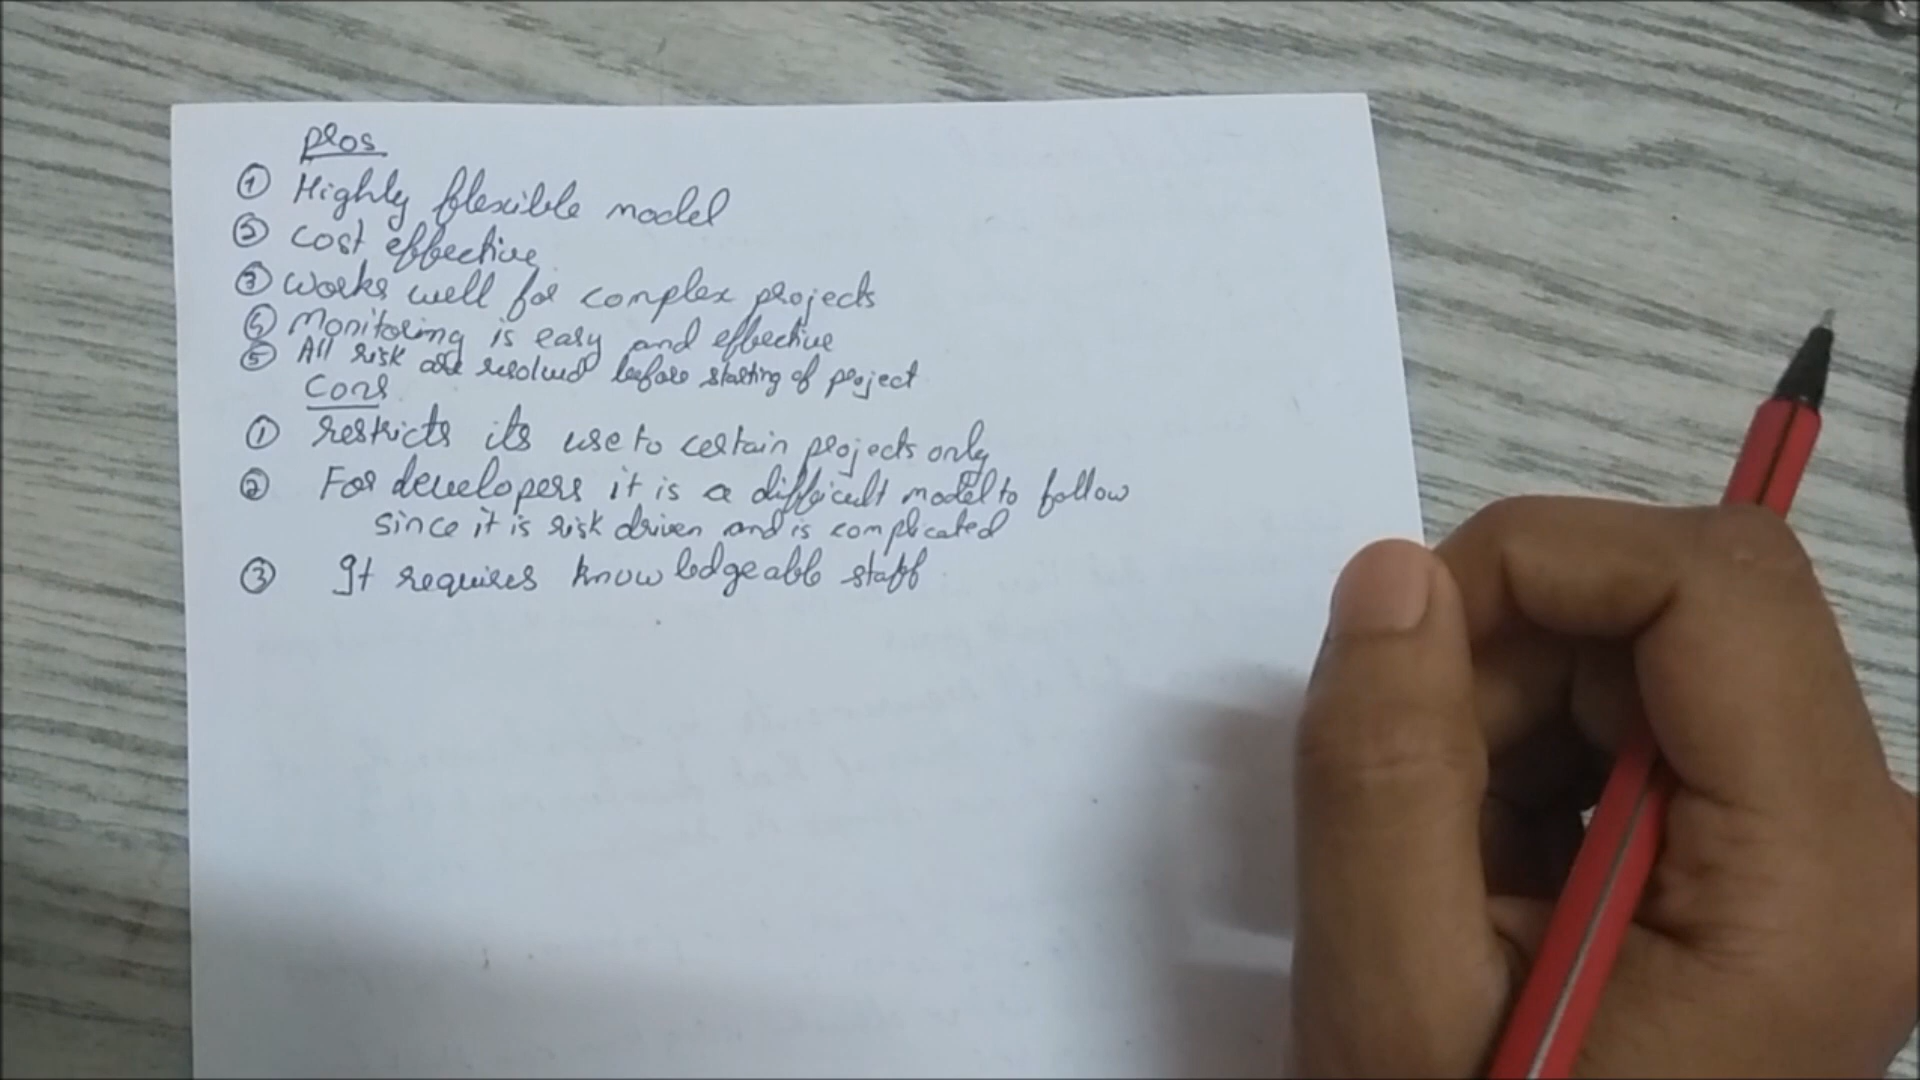 Pros
① Highly flexible model
② Cost effective
③ Works well for complex projects
④ Monitoring is easy and effective
⑤ All risk are resolved before starting of project
Cons
① restricts its use to certain projects only
② For developers it is a difficult model to follow
since it is risk driven and is complicated
③ It requires knowledgeable staff